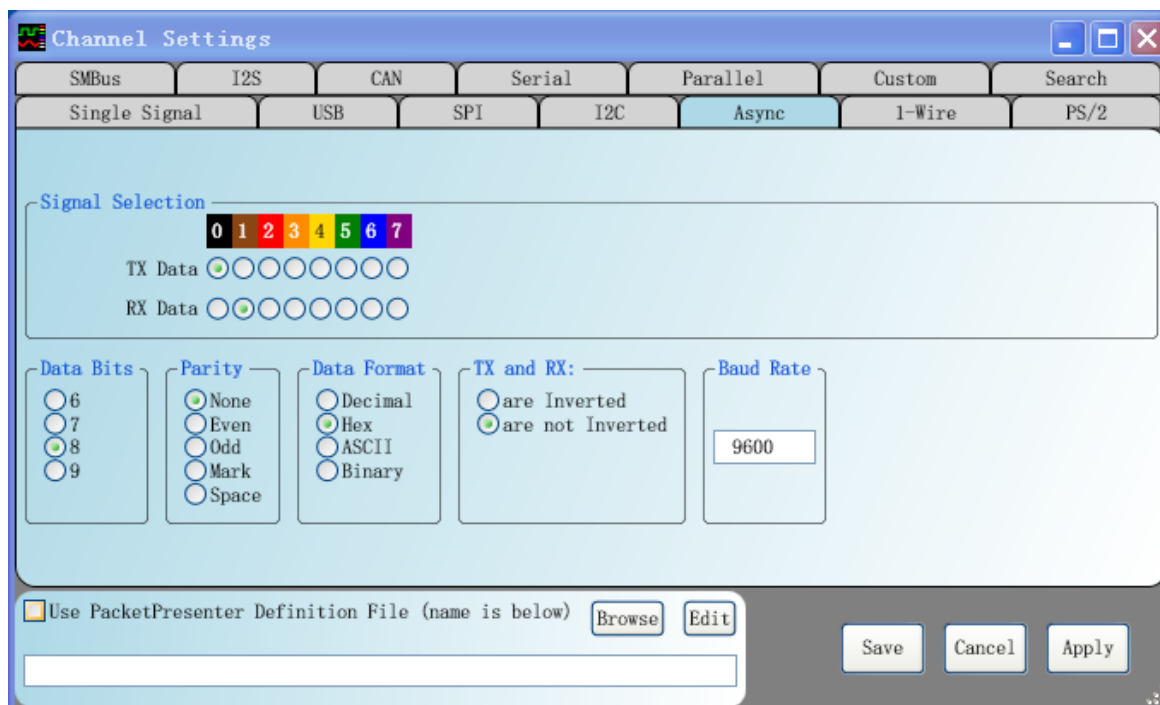 Channel Settings
SMBus I2S CAN Serial Parallel Custom Search
Single Signal USB SPI I2C Async 1-Wire PS/2
Signal Selection
0 1 2 3 4 5 6 7
TX Data
RX Data
Data Bits
6
7
8
9
Parity
None
Even
Odd
Mark
Space
Data Format
Decimal
Hex
ASCII
Binary
TX and RX:
are Inverted
are not Inverted
Baud Rate
9600
Use PacketPresenter Definition File (name is below) Browse Edit
Save Cancel Apply